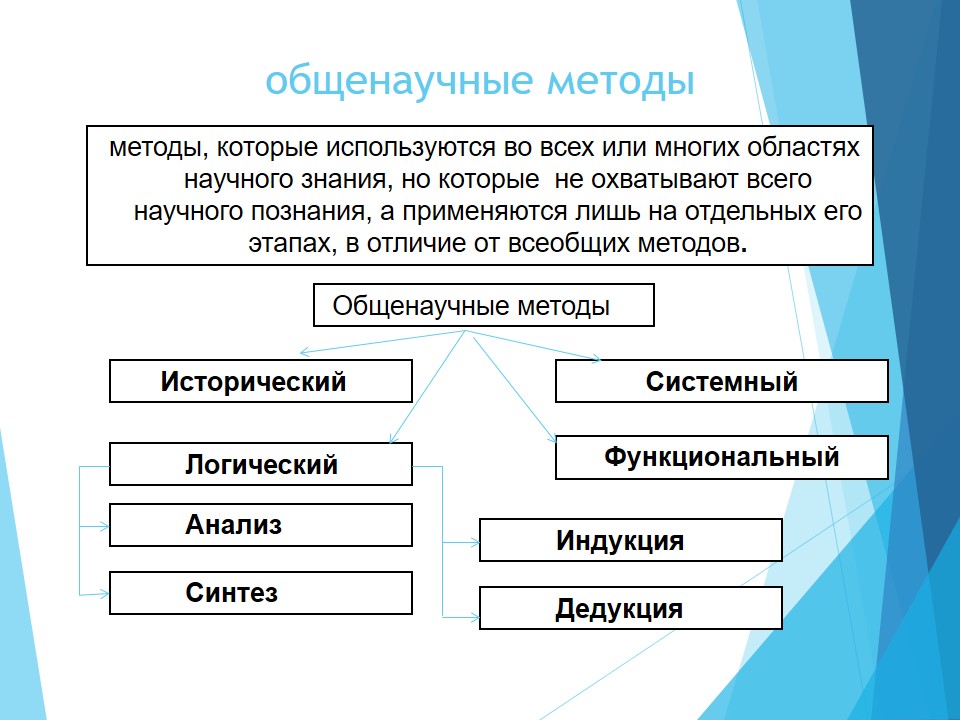 общенаучные методы
методы, которые используются во всех или многих областях
научного знания, но которые не охватывают всего
научного познания, а применяются лишь на отдельных его
этапах, в отличие от всеобщих методов.
Общенаучные методы
Исторический
Системный
Логический
Функциональный
Анализ
Индукция
Синтез
Дедукция